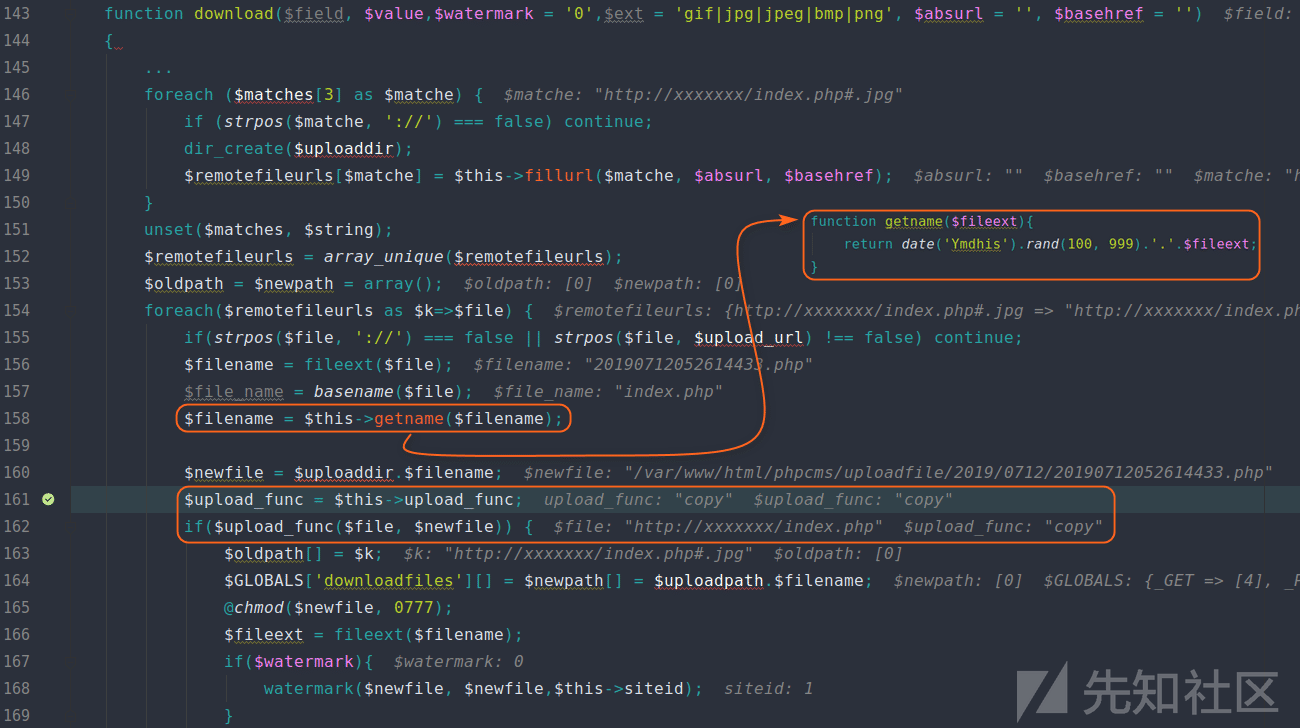 143 function download($field, $value,$watermark = '0',$ext = 'gif|jpg|jpeg|bmp|png', $absurl = '', $basehref = '') $field:
144 {
145 ...
146 foreach ($matches[3] as $matche) { $matche: "http://xxxxxxx/index.php#.jpg"
147 if (strpos($matche, '://') === false) continue;
148 dir_create($uploaddir);
149 $remotefileurls[$matche] = $this->fillurl($matche, $absurl, $basehref); $absurl: "" $basehref: "" $matche: "h
150 }
151 unset($matches, $string);
152 $remotefileurls = array_unique($remotefileurls);
153 $oldpath = $newpath = array(); $oldpath: [0] $newpath: [0]
154 foreach($remotefileurls as $k=>$file) { $remotefileurls: {http://xxxxxxx/index.php#.jpg => "http://xxxxxxx/index.ph
155 if(strpos($file, '://') === false || strpos($file, $upload_url) !== false) continue;
156 $filename = fileext($file); $filename: "20190712052614433.php"
157 $file_name = basename($file); $file_name: "index.php"
158 $filename = $this->getname($filename);
159
160 $newfile = $uploaddir.$filename; $newfile: "/var/www/html/phpcms/uploadfile/2019/0712/20190712052614433.php"
161 $upload_func = $this->upload_func; upload_func: "copy" $upload_func: "copy"
162 if($upload_func($file, $newfile)) { $file: "http://xxxxxxx/index.php" $upload_func: "copy"
163 $oldpath[] = $k; $k: "http://xxxxxxx/index.php#.jpg" $oldpath: [0]
164 $GLOBALS['downloadfiles'][] = $newpath[] = $uploadpath.$filename; $newpath: [0] $GLOBALS: {_GET => [4], _P
165 @chmod($newfile, 0777);
166 $fileext = fileext($filename);
167 if($watermark){ $watermark: 0
168 watermark($newfile, $newfile,$this->siteid); siteid: 1
169 }
function getname($fileext){
return date('Ymdhis').rand(100, 999).'.'.$fileext;
}
先知社区